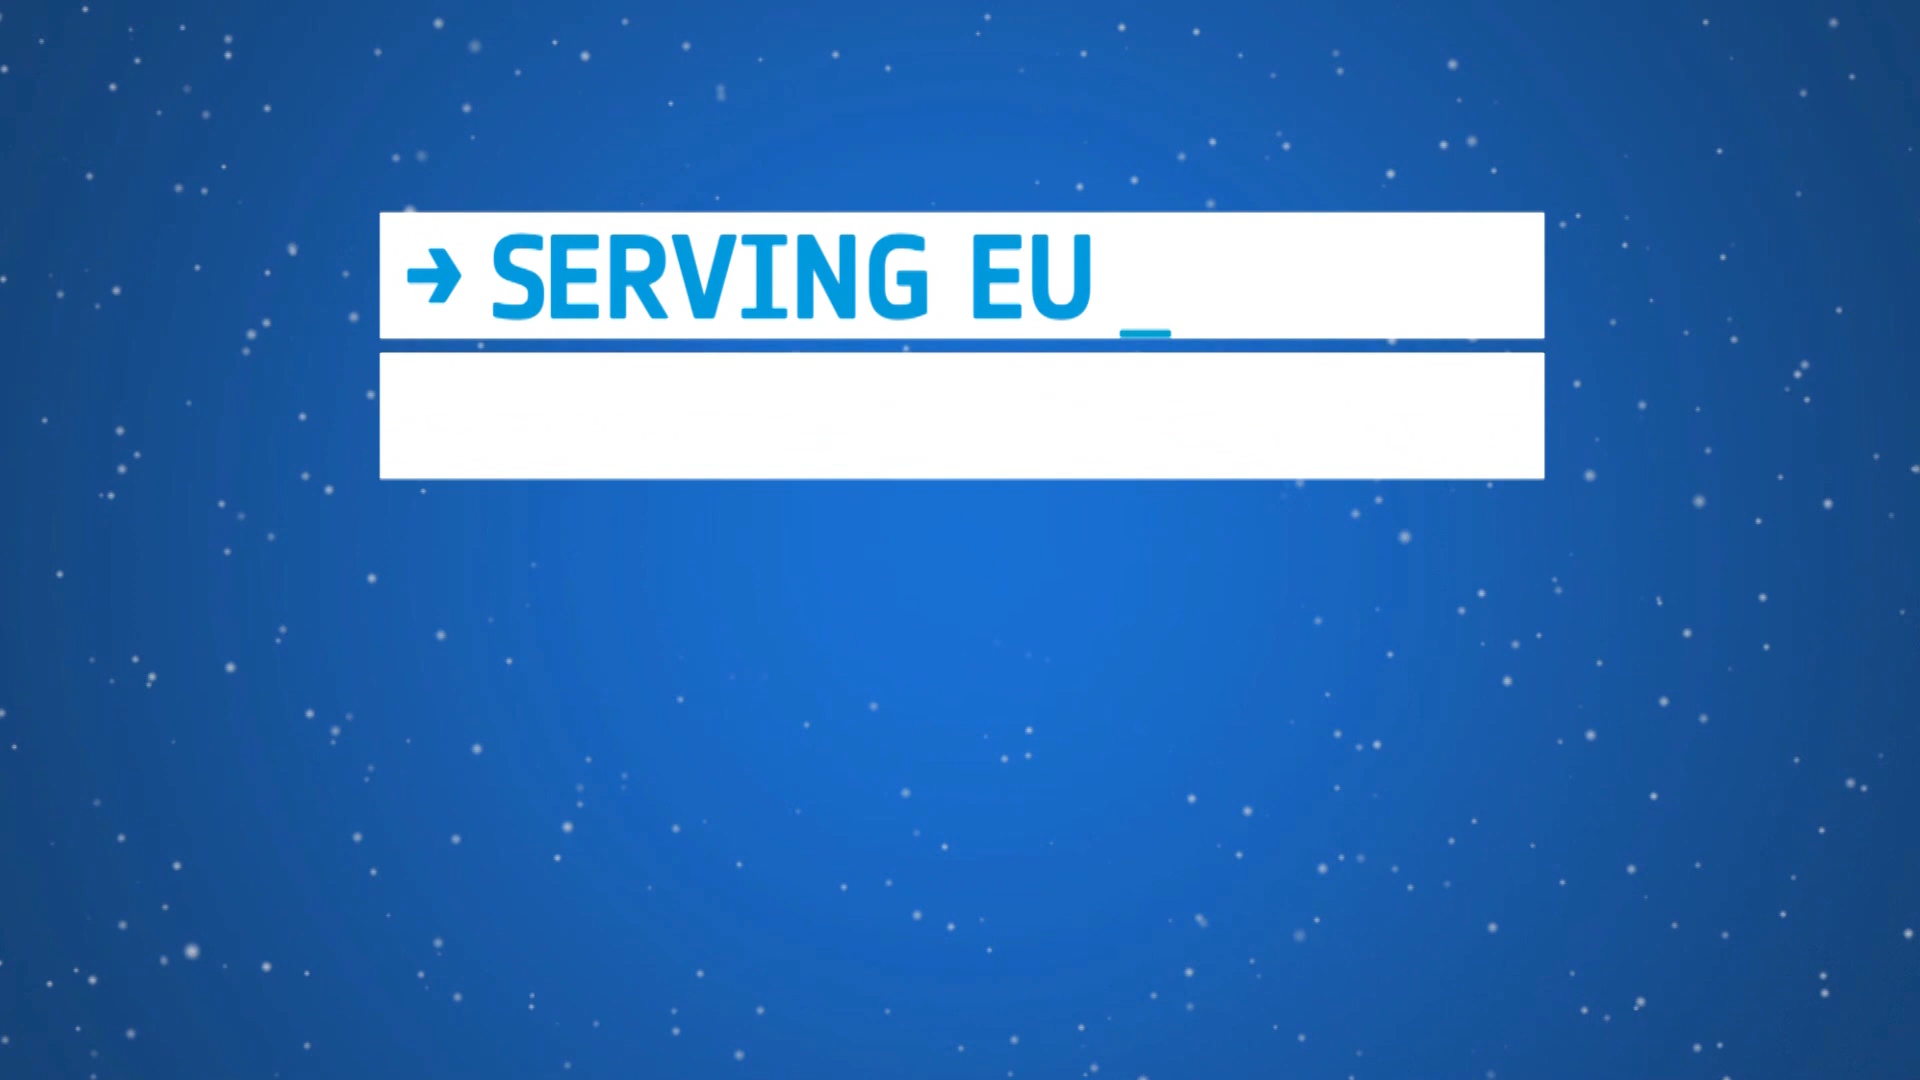 → SERVING EU _